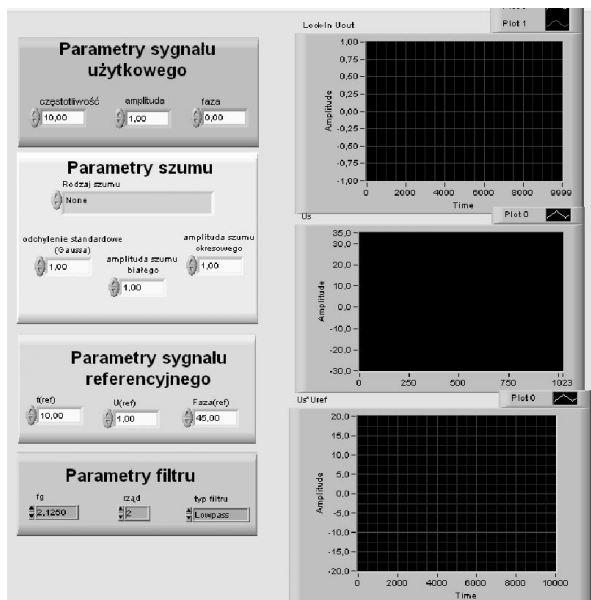 Parametry sygnału
użytkowego
częstotliwość amplituda faza
10,00 1,00 0,00
Parametry szumu
Rodzaj szumu
None
odchylenie standardowe
(Gaussa)
1,00
amplituda szumu
białego
1,00
amplituda szumu
okresowego
1,00
Parametry sygnału
referencyjnego
f(ref) U(ref) Faza(ref)
10,00 1,00 45,00
Parametry filtru
fg rząd typ filtru
2,1250 2 Lowpass
Lock-In Uout
Plot 1
1,00
0,75
0,50
0,25
0,00
-0,25
-0,50
-0,75
-1,00
Amplitude
0 2000 4000 6000 8000 9999
Time
Us
Plot 0
35,0
30,0
20,0
10,0
0,0
-10,0
-20,0
-30,0
Amplitude
0 250 500 750 1023
Us*Uref
Plot 0
20,0
15,0
10,0
5,0
0,0
-5,0
-10,0
-15,0
-20,0
Amplitude
0 2000 4000 6000 8000 10000
Time